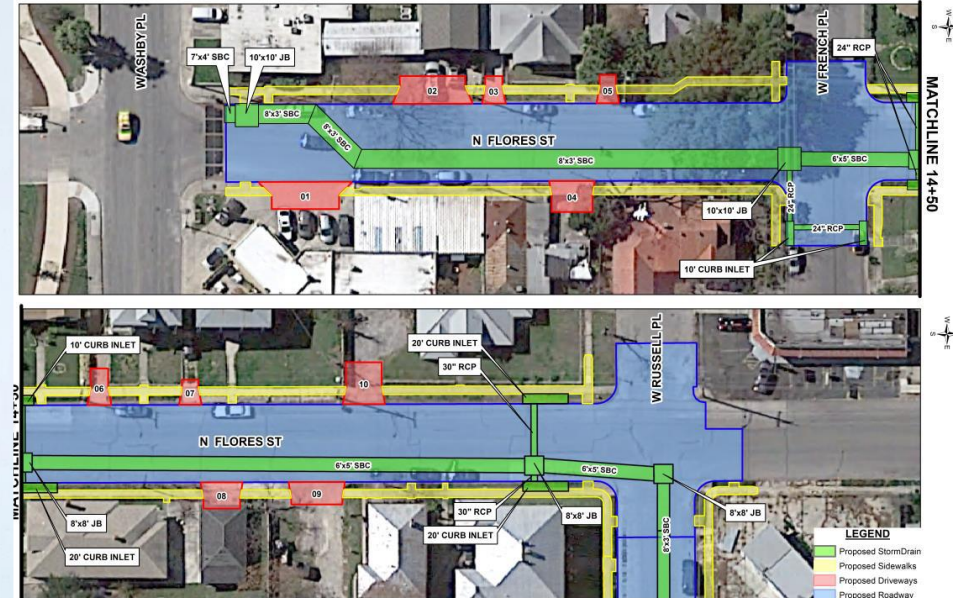 W ASHBY PL
7'x4' SBC
10'x10' JB
02
03
05
W FRENCH PL
24" RCP
8'x3' SBC
8'x3' SBC
N FLORES ST
8'x3' SBC
6'x5' SBC
MATCHLINE 14+50
01
04
10'x10' JB
24" RCP
24" RCP
10' CURB INLET
W
S
E
10' CURB INLET
06
07
10
20' CURB INLET
30" RCP
W RUSSELL PL
W
S
E
MATCHLINE 14+50
N FLORES ST
6'x5' SBC
6'x5' SBC
08
09
8'x8' JB
20' CURB INLET
30" RCP
20' CURB INLET
8'x8' JB
8'x3' SBC
8'x8' JB
LEGEND
Proposed StormDrain
Proposed Sidewalks
Proposed Driveways
Proposed Roadway